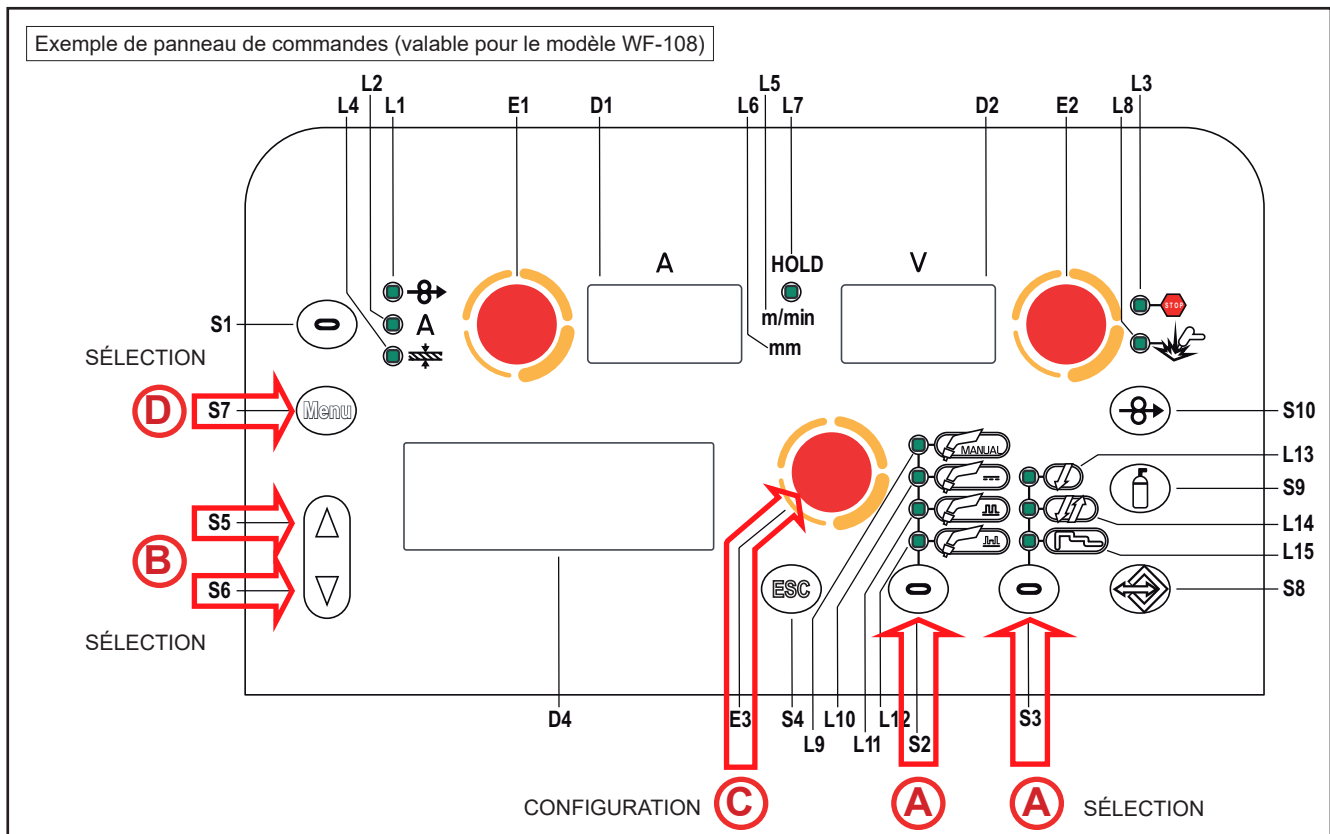 Exemple de panneau de commandes (valable pour le modèle WF-108)
L2 L5 L3
L4 L1 E1 D1 L6 L7 D2 E2 L8
A HOLD V
m/min
mm
A
STOP
S1
SÉLECTION
D S7 Menu
S10
L13
S9
L14
L15
S8
MANUAL
S5
B
S6
SÉLECTION
ESC
D4 E3 S4 L10 L12 S3
L9 L11 S2
CONFIGURATION C A A SÉLECTION